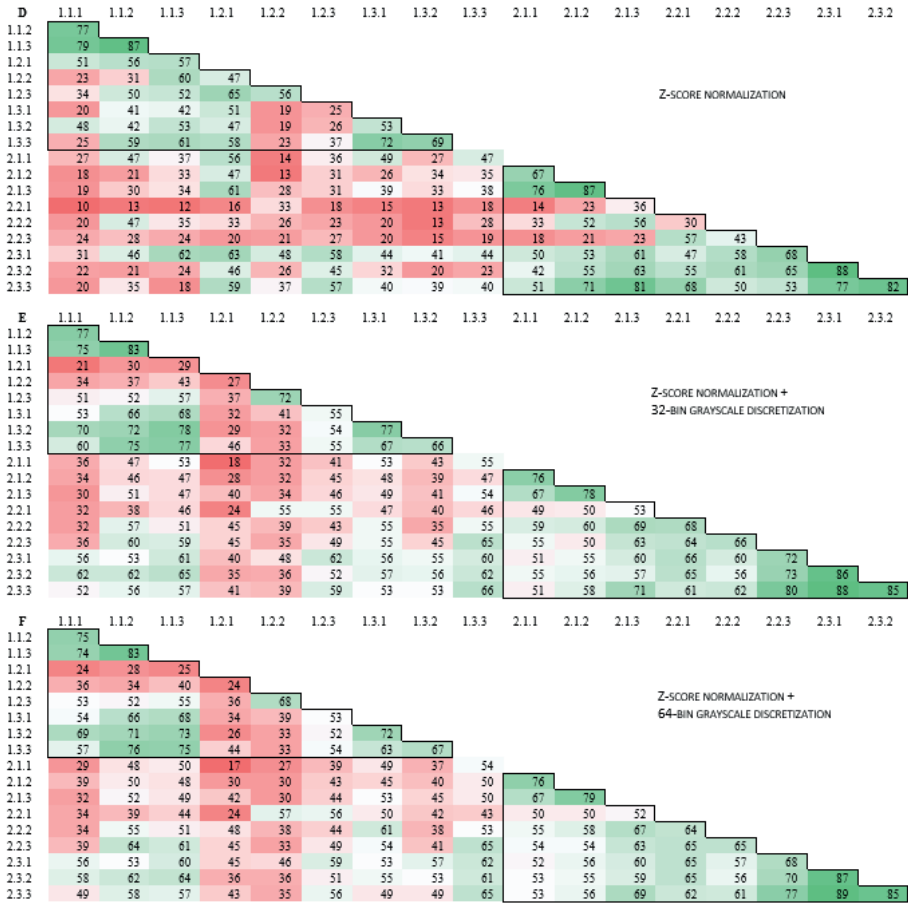 D 1.1.1 1.1.2 1.1.3 1.2.1 1.2.2 1.2.3 1.3.1 1.3.2 1.3.3 2.1.1 2.1.2 2.1.3 2.2.1 2.2.2 2.2.3 2.3.1 2.3.2
1.1.2 77
1.1.3 79 87
1.2.1 51 56 57
1.2.2 23 31 60 47
1.2.3 34 50 52 65 56
Z-SCORE NORMALIZATION
1.3.1 20 41 42 51 19 25
1.3.2 48 42 53 47 19 26 53
1.3.3 25 59 61 58 23 37 72 69
2.1.1 27 47 37 56 14 36 49 27 47
2.1.2 18 21 33 47 13 31 26 34 35 67
2.1.3 19 30 34 61 28 31 39 33 38 76 87
2.2.1 10 13 12 16 33 18 15 13 18 14 23 36
2.2.2 20 47 35 33 26 23 20 13 28 33 52 56 30
2.2.3 24 28 24 20 21 27 20 15 19 18 21 23 57 43
2.3.1 31 46 62 63 48 58 44 41 44 50 53 61 47 58 68
2.3.2 22 21 24 46 26 45 32 20 23 42 55 63 55 61 65 88
2.3.3 20 35 18 59 37 57 40 39 40 51 71 81 68 50 53 77 82
E 1.1.1 1.1.2 1.1.3 1.2.1 1.2.2 1.2.3 1.3.1 1.3.2 1.3.3 2.1.1 2.1.2 2.1.3 2.2.1 2.2.2 2.2.3 2.3.1 2.3.2
1.1.2 77
1.1.3 75 83
1.2.1 21 30 29
1.2.2 34 37 43 27
Z-SCORE NORMALIZATION +
1.2.3 51 52 57 37 72
32-BIN GRAYSCALE DISCRETIZATION
1.3.1 53 66 68 32 41 55
1.3.2 70 72 78 29 32 54 77
1.3.3 60 75 77 46 33 55 67 66
2.1.1 36 47 53 18 32 41 53 43 55
2.1.2 34 46 47 28 32 45 48 39 47 76
2.1.3 30 51 47 40 34 46 49 41 54 67 78
2.2.1 32 38 46 24 55 55 47 40 46 49 50 53
2.2.2 32 57 51 45 39 43 55 35 55 59 60 69 68
2.2.3 36 60 59 45 35 49 55 45 65 55 50 63 64 66
2.3.1 56 53 61 40 48 62 56 55 60 51 55 60 66 60 72
2.3.2 62 62 65 35 36 52 57 56 62 55 56 57 65 56 73 86
2.3.3 52 56 57 41 39 59 53 53 66 51 58 71 61 62 80 88 85
F 1.1.1 1.1.2 1.1.3 1.2.1 1.2.2 1.2.3 1.3.1 1.3.2 1.3.3 2.1.1 2.1.2 2.1.3 2.2.1 2.2.2 2.2.3 2.3.1 2.3.2
1.1.2 75
1.1.3 74 83
1.2.1 24 28 25
1.2.2 36 34 40 24
Z-SCORE NORMALIZATION +
1.2.3 53 52 55 36 68
64-BIN GRAYSCALE DISCRETIZATION
1.3.1 54 66 68 34 39 53
1.3.2 69 71 73 26 33 52 72
1.3.3 57 76 75 44 33 54 63 67
2.1.1 29 48 50 17 27 39 49 37 54
2.1.2 39 50 48 30 30 43 45 40 50 76
2.1.3 32 52 49 42 30 44 53 45 50 67 79
2.2.1 34 39 44 24 57 56 50 42 43 50 50 52
2.2.2 34 55 51 48 38 44 61 38 53 55 58 67 64
2.2.3 39 64 61 45 33 49 54 41 65 54 54 63 65 65
2.3.1 56 53 60 45 46 59 53 57 62 52 56 60 65 57 68
2.3.2 58 62 64 36 36 51 55 53 61 53 55 59 65 56 70 87
2.3.3 49 58 57 43 35 56 49 49 65 53 56 69 62 61 77 89 85